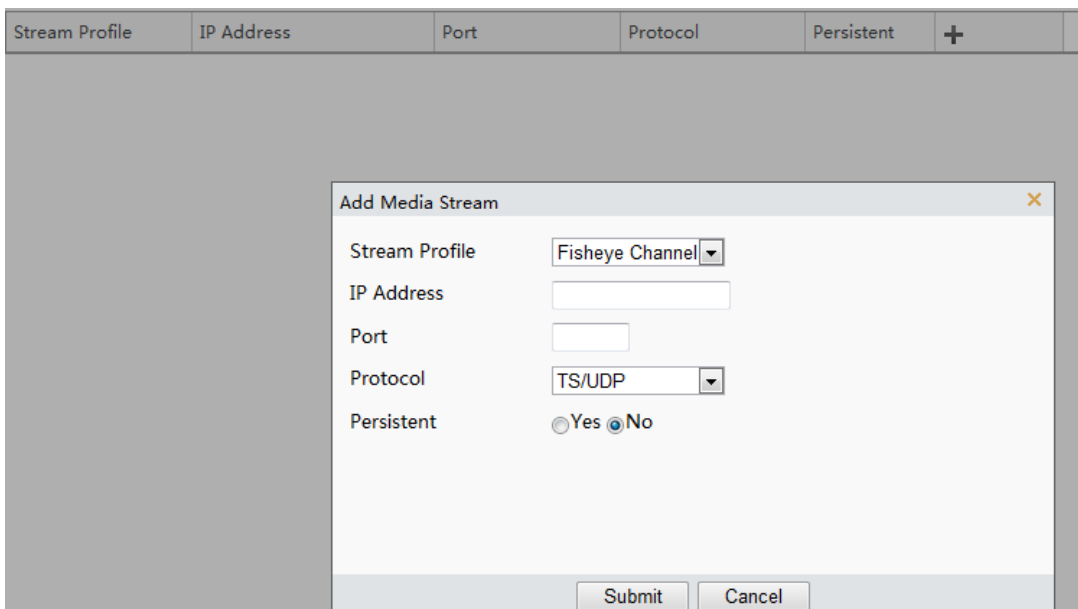 Stream Profile IP Address Port Protocol Persistent
Add Media Stream
Stream Profile Fisheye Channel
IP Address
Port
Protocol TS/UDP
Persistent Yes No
Submit Cancel